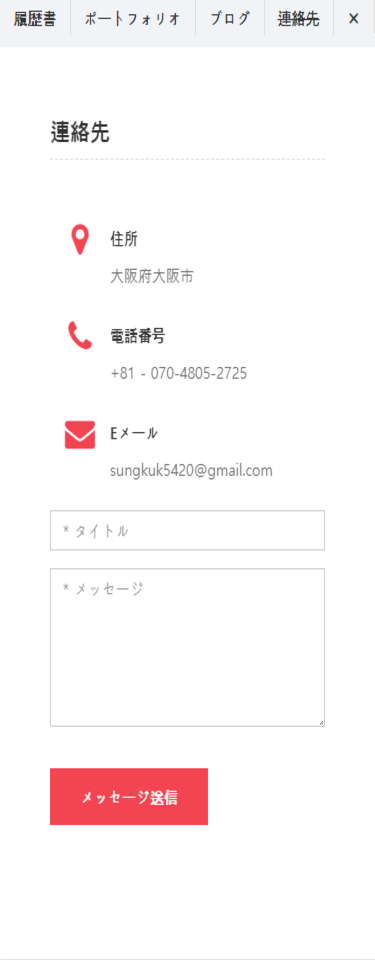 履歴書 ポートフォリオ ブログ 連絡先 ×
連絡先
住所
大阪府大阪市
電話番号
+81 - 070-4805-2725
Eメール
sungkuk5420@gmail.com
* タイトル
* メッセージ
メッセージ送信